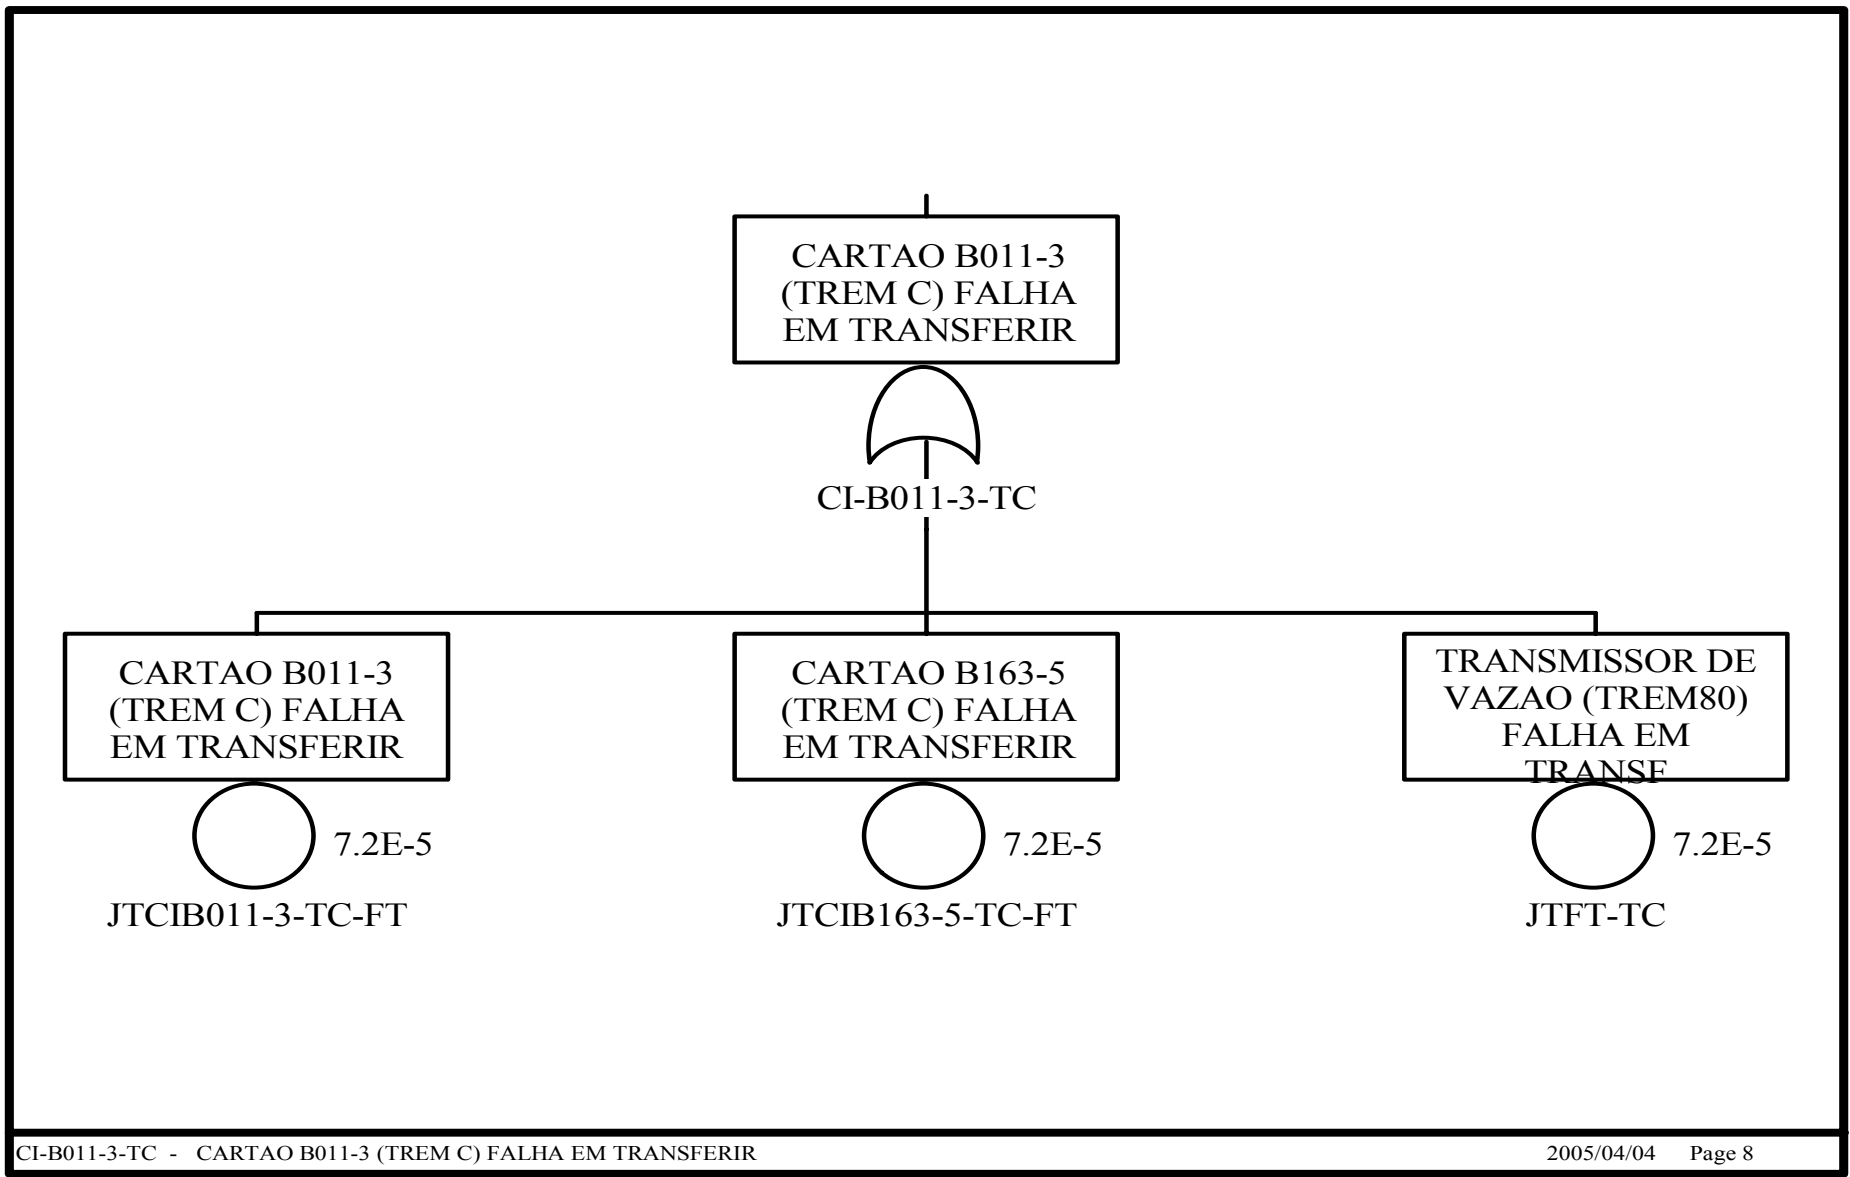 CARTAO B011-3
(TREM C) FALHA
EM TRANSFERIR
CI-B011-3-TC
CARTAO B011-3
(TREM C) FALHA
EM TRANSFERIR
7.2E-5
JTCIB011-3-TC-FT
CARTAO B163-5
(TREM C) FALHA
EM TRANSFERIR
7.2E-5
JTCIB163-5-TC-FT
TRANSMISSOR DE
VAZAO (TREM80)
FALHA EM
TRANSF
7.2E-5
JTFT-TC
CI-B011-3-TC - CARTAO B011-3 (TREM C) FALHA EM TRANSFERIR
2005/04/04 Page 8